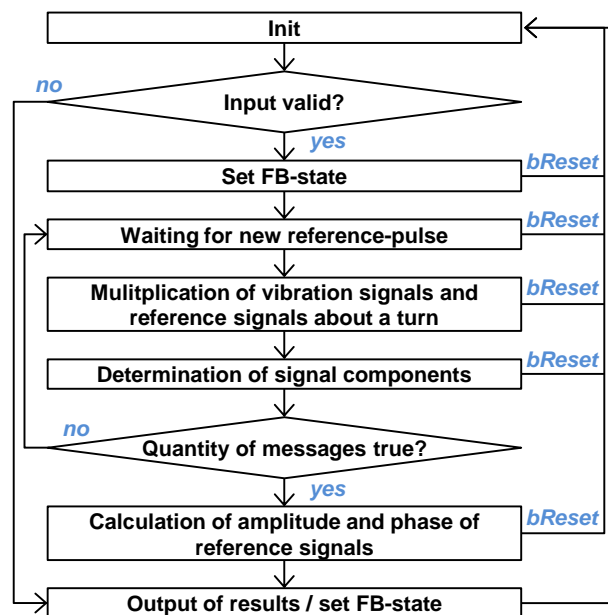 Init
no
Input valid?
yes
bReset
Set FB-state
bReset
Waiting for new reference-pulse
Mulitplication of vibration signals and
bReset
reference signals about a turn
bReset
Determination of signal components
no
Quantity of messages true?
yes
Calculation of amplitude and phase of
bReset
reference signals
Output of results / set FB-state